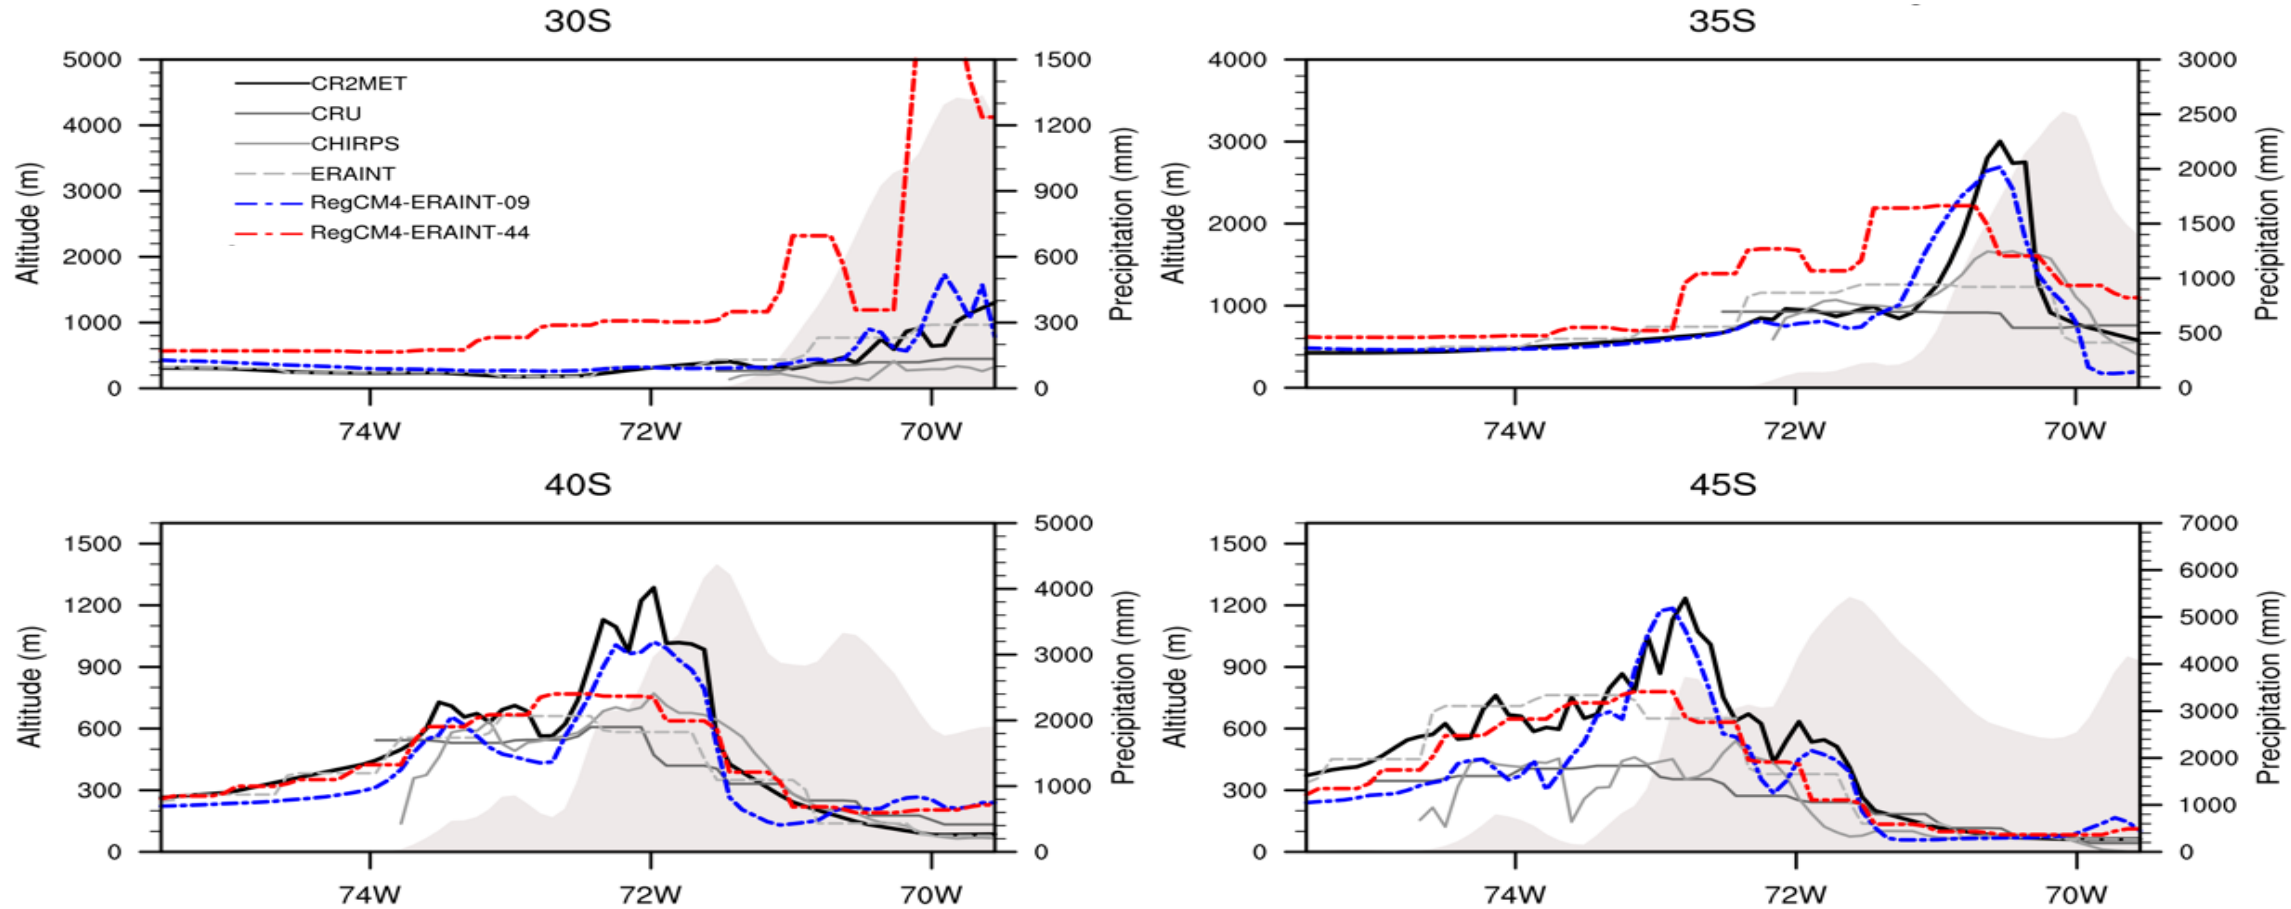 30S
5000
4000
3000
2000
1000
0
Altitude (m)
CR2MET
CRU
CHIRPS
ERAINT
RegCM4-ERAINT-09
RegCM4-ERAINT-44
1500
1200
900
600
300
0
Precipitation (mm)
74W 72W 70W
35S
4000
3000
2000
1000
0
Altitude (m)
3000
2500
2000
1500
1000
500
0
Precipitation (mm)
74W 72W 70W
40S
1500
1200
900
600
300
0
Altitude (m)
5000
4000
3000
2000
1000
0
Precipitation (mm)
74W 72W 70W
45S
1500
1200
900
600
300
0
Altitude (m)
7000
6000
5000
4000
3000
2000
1000
0
Precipitation (mm)
74W 72W 70W